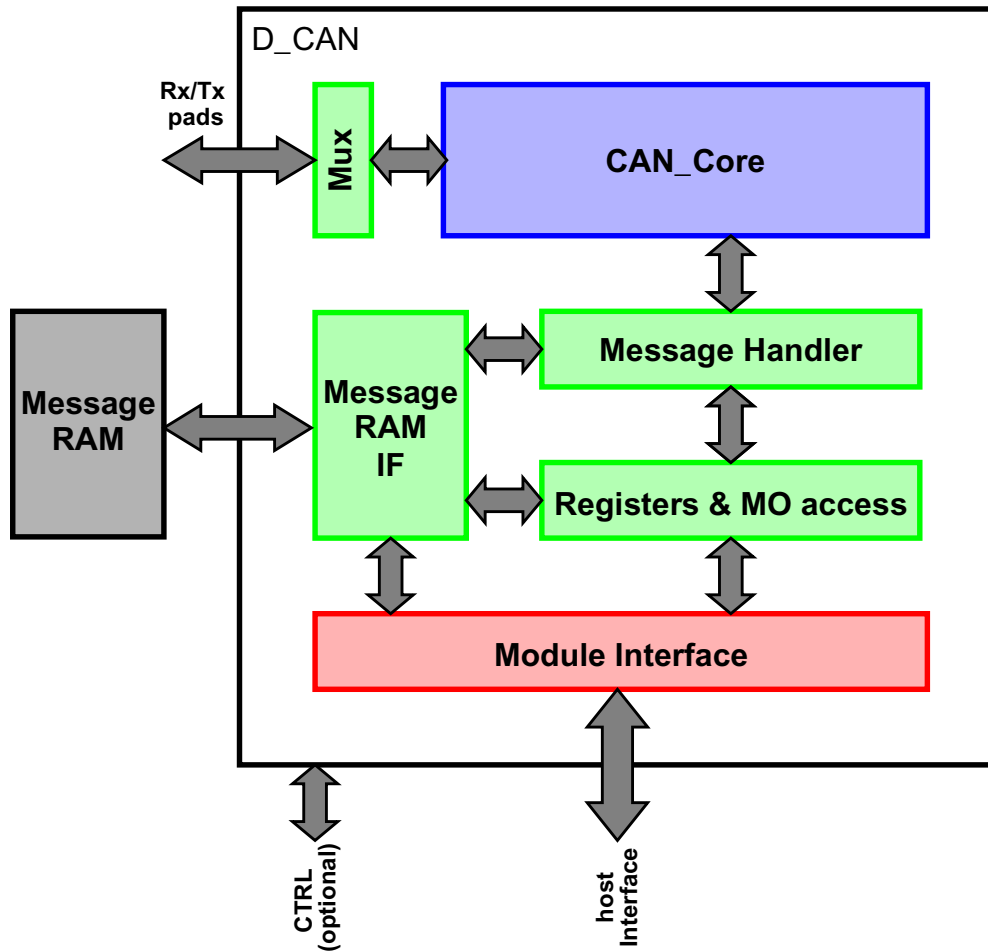 D_CAN
Rx/Tx
pads
Mux
CAN_Core
Message
RAM
Message
RAM
IF
Message Handler
Registers & MO access
Module Interface
CTRL
(optional)
host
Interface